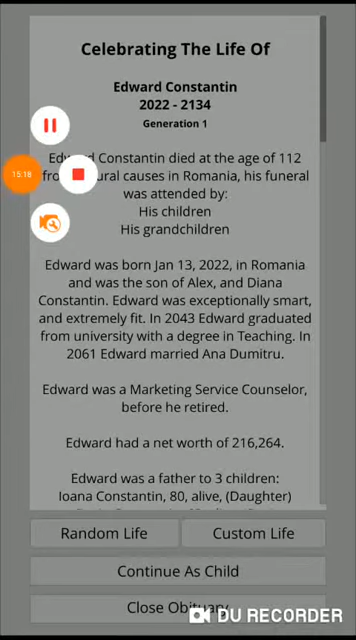 Celebrating The Life Of
Edward Constantin
2022 - 2134
Generation 1
Edward Constantin died at the age of 112
natural causes in Romania, his funeral
was attended by:
His children
His grandchildren
Edward was born Jan 13, 2022, in Romania
and was the son of Alex, and Diana
Constantin. Edward was exceptionally smart,
and extremely fit. In 2043 Edward graduated
from university with a degree in Teaching. In
2061 Edward married Ana Dumitru.
Edward was a Marketing Service Counselor,
before he retired.
Edward had a net worth of 216,264.
Edward was a father to 3 children:
Ioana Constantin, 80, alive, (Daughter)
15:18
Random Life
Custom Life
Continue As Child
Close Obituary
DU RECORDER